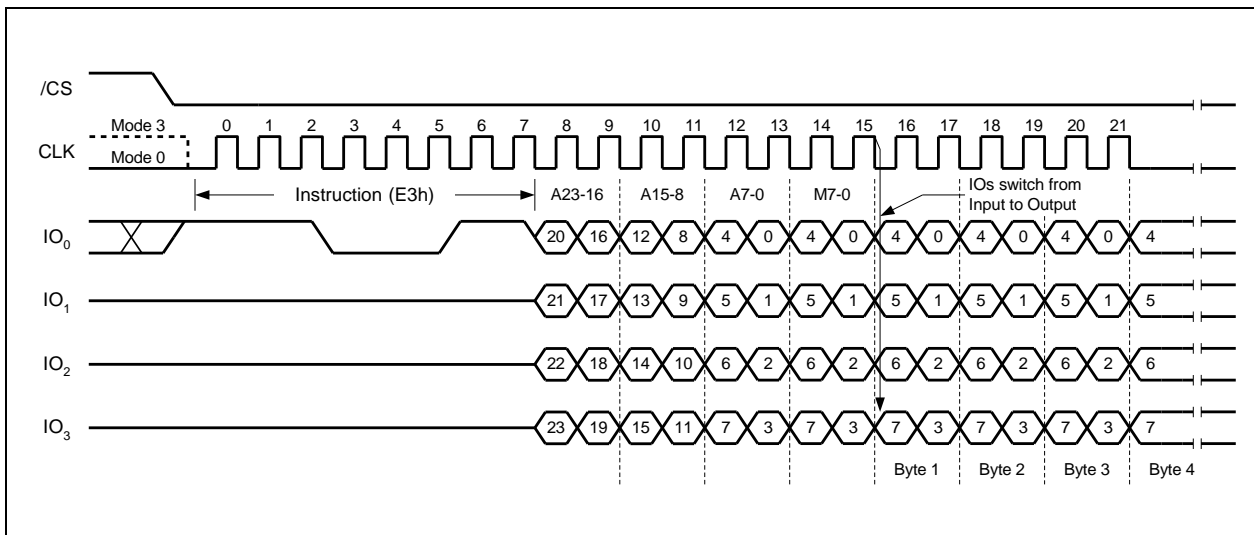 /CS
Mode 3 0 1 2 3 4 5 6 7 8 9 10 11 12 13 14 15 16 17 18 19 20 21
CLK Mode 0
Instruction (E3h) A23-16 A15-8 A7-0 M7-0 IOs switch from
Input to Output
IO0 20 16 12 8 4 0 4 0 4 0 4 0 4 0 4
IO1 21 17 13 9 5 1 5 1 5 1 5 1 5 1 5
IO2 22 18 14 10 6 2 6 2 6 2 6 2 6 2 6
IO3 23 19 15 11 7 3 7 3 7 3 7 3 7 3 7
Byte 1 Byte 2 Byte 3 Byte 4